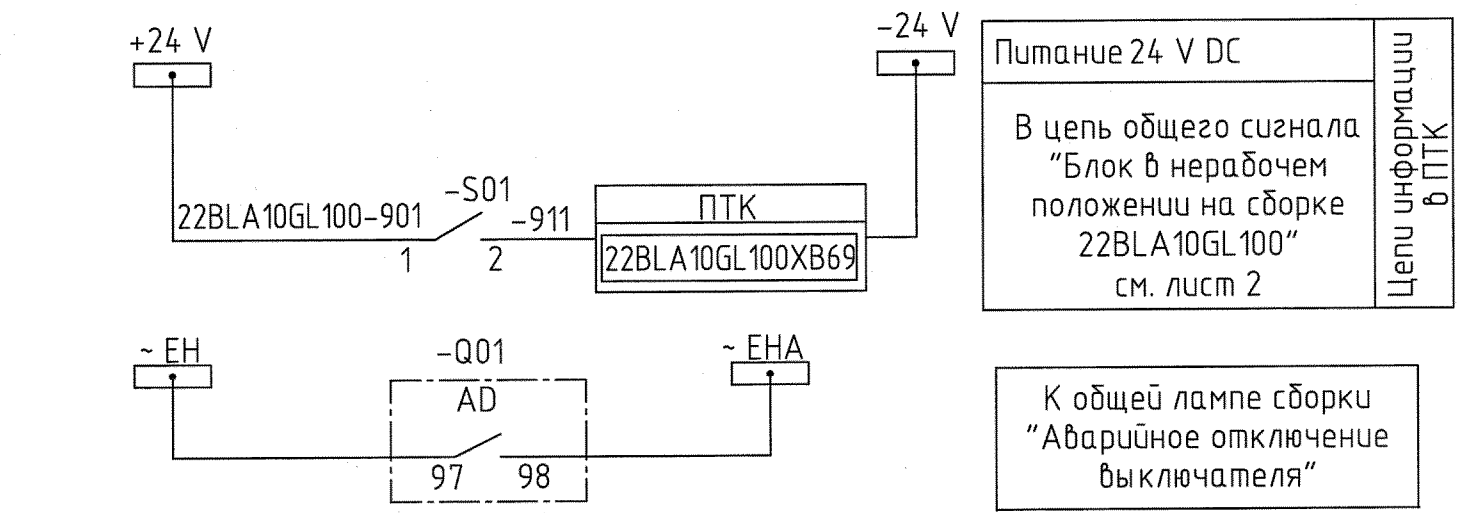 +24 V
-24 V
22BLA10GL100-901
-S01
-911
1
2
ПТК
22BLA10GL100XB69
Питание 24 V DC
В цепь общего сигнала
"Блок в нерабочем
положении на сборке
22BLA10GL100"
см. лист 2
Цепи информации
в ПТК
~ EH
-Q01
~ EHA
AD
97
98
К общей лампе сборки
"Аварийное отключение
выключателя"